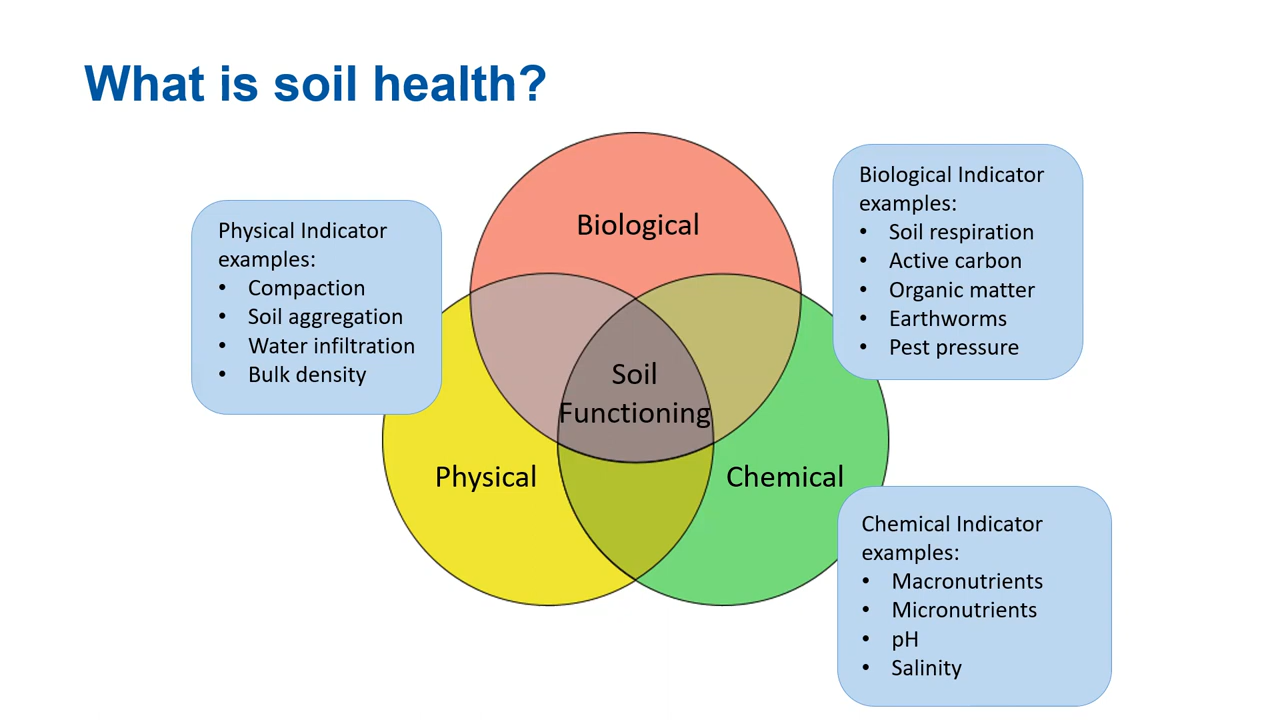 What is soil health?
Physical Indicator
examples:
• Compaction
• Soil aggregation
• Water infiltration
• Bulk density
Biological
Physical
Chemical
Soil
Functioning
Biological Indicator
examples:
• Soil respiration
• Active carbon
• Organic matter
• Earthworms
• Pest pressure
Chemical Indicator
examples:
• Macronutrients
• Micronutrients
• pH
• Salinity